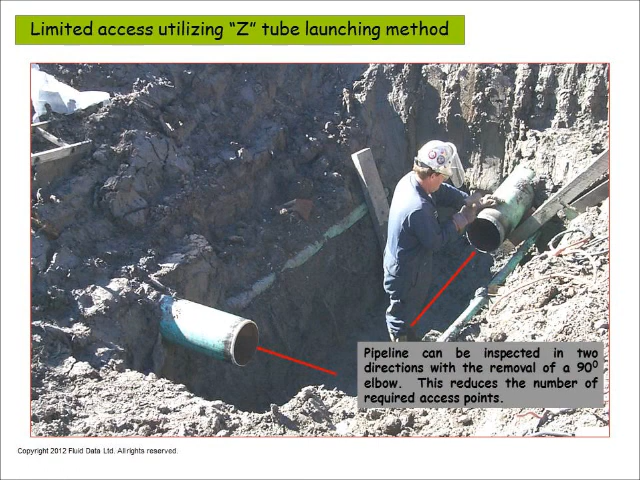 Limited access utilizing “Z” tube launching method
Pipeline can be inspected in two
directions with the removal of a 90⁰
elbow. This reduces the number of
required access points.
Copyright 2012 Fluid Data Ltd. All rights reserved.